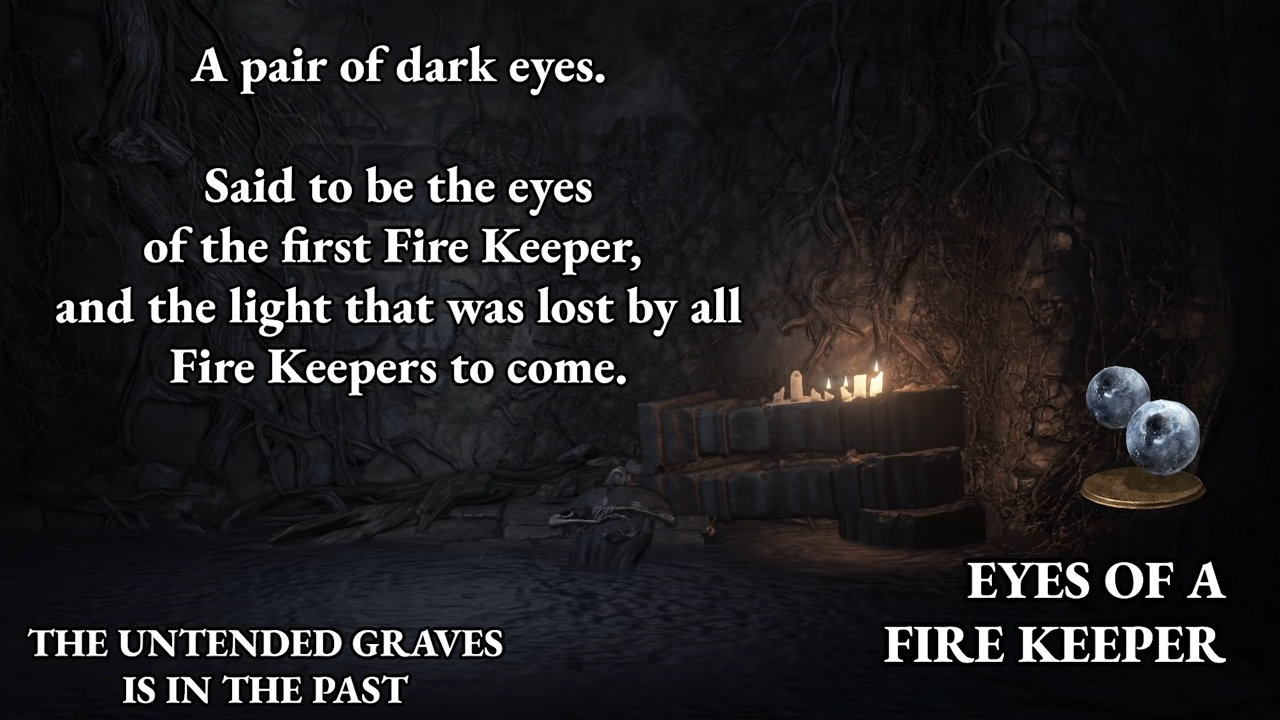 A pair of dark eyes.
Said to be the eyes
of the first Fire Keeper,
and the light that was lost by all
Fire Keepers to come.
EYES OF A
FIRE KEEPER
THE UNTENDED GRAVES
IS IN THE PAST